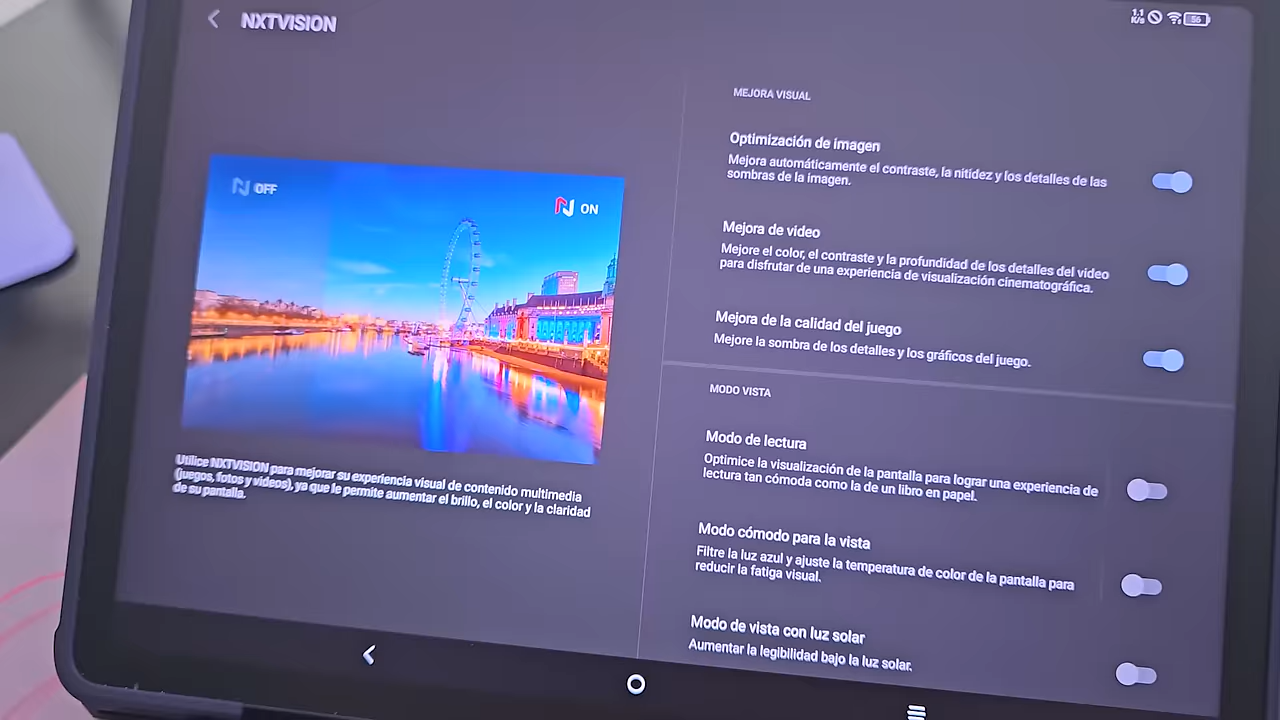 NXTVISION
1.1
K/s
56
OFF
ON
Utilice NXTVISION para mejorar su experiencia visual de contenido multimedia
(juegos, fotos y videos), ya que le permite aumentar el brillo, el color y la claridad
de su pantalla.
MEJORA VISUAL
Optimización de imagen
Mejora automáticamente el contraste, la nitidez y los detalles de las
sombras de la imagen.
Mejora de video
Mejore el color, el contraste y la profundidad de los detalles del video
para disfrutar de una experiencia de visualización cinematográfica.
Mejora de la calidad del juego
Mejore la sombra de los detalles y los gráficos del juego.
MODO VISTA
Modo de lectura
Optimice la visualización de la pantalla para lograr una experiencia de
lectura tan cómoda como la de un libro en papel.
Modo cómodo para la vista
Filtre la luz azul y ajuste la temperatura de color de la pantalla para
reducir la fatiga visual.
Modo de vista con luz solar
Aumentar la legibilidad bajo la luz solar.